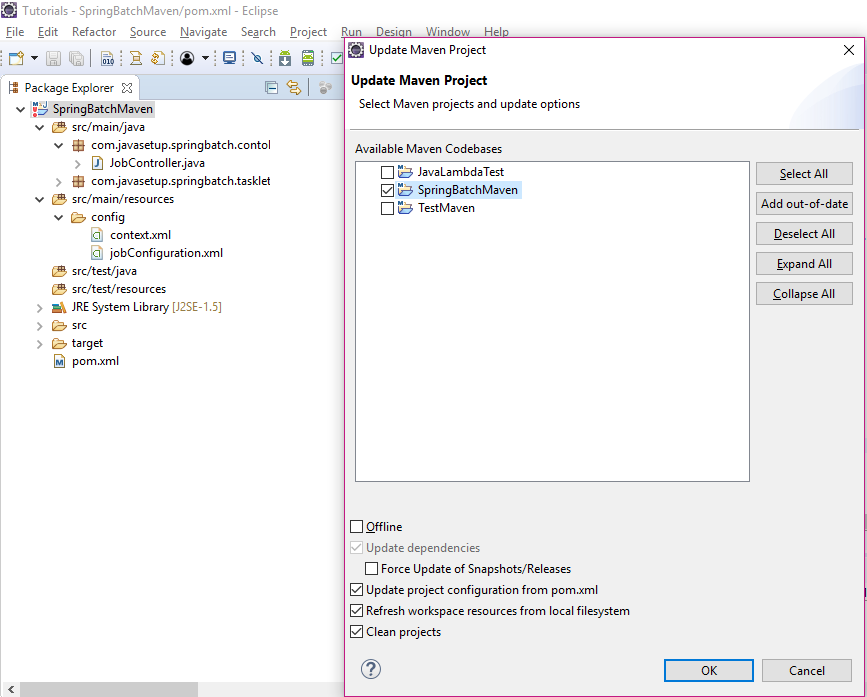 Tutorials - SpringBatchMaven/pom.xml - Eclipse
File Edit Refactor Source Navigate Search Project Run Design Window Help
Package Explorer
SpringBatchMaven
src/main/java
com.javasetup.springbatch.contol
JobController.java
com.javasetup.springbatch.tasklet
src/main/resources
config
context.xml
jobConfiguration.xml
src/test/java
src/test/resources
JRE System Library [J2SE-1.5]
src
target
pom.xml
Update Maven Project
Update Maven Project
Select Maven projects and update options
Available Maven Codebases
JavaLambdaTest
SpringBatchMaven
TestMaven
Select All
Add out-of-date
Deselect All
Expand All
Collapse All
Offline
Update dependencies
Force Update of Snapshots/Releases
Update project configuration from pom.xml
Refresh workspace resources from local filesystem
Clean projects
?
OK
Cancel